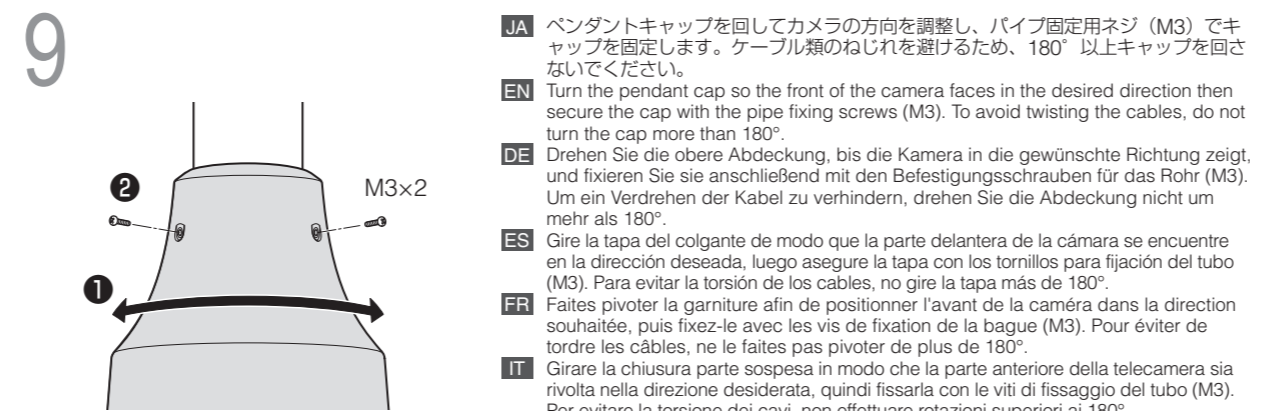 9
❷
M3×2
❶
JA ペンダントキャップを回してカメラの方向を調整し、パイプ固定用ネジ（M3）でキ
ャップを固定します。ケーブル類のねじれを避けるため、180°以上キャップを回さ
ないでください。
EN Turn the pendant cap so the front of the camera faces in the desired direction then
secure the cap with the pipe fixing screws (M3). To avoid twisting the cables, do not
turn the cap more than 180°.
DE Drehen Sie die obere Abdeckung, bis die Kamera in die gewünschte Richtung zeigt,
und fixieren Sie sie anschließend mit den Befestigungsschrauben für das Rohr (M3).
Um ein Verdrehen der Kabel zu verhindern, drehen Sie die Abdeckung nicht um
mehr als 180°.
ES Gire la tapa del colgante de modo que la parte delantera de la cámara se encuentre
en la dirección deseada, luego asegure la tapa con los tornillos para fijación del tubo
(M3). Para evitar la torsión de los cables, no gire la tapa más de 180°.
FR Faites pivoter la garniture afin de positionner l'avant de la caméra dans la direction
souhaitée, puis fixez-le avec les vis de fixation de la bague (M3). Pour éviter de
tordre les câbles, ne le faites pas pivoter de plus de 180°.
IT Girare la chiusura parte sospesa in modo che la parte anteriore della telecamera sia
rivolta nella direzione desiderata, quindi fissarla con le viti di fissaggio del tubo (M3).
Per evitare la torsione dei cavi, non effettuare rotazioni superiori ai 180°